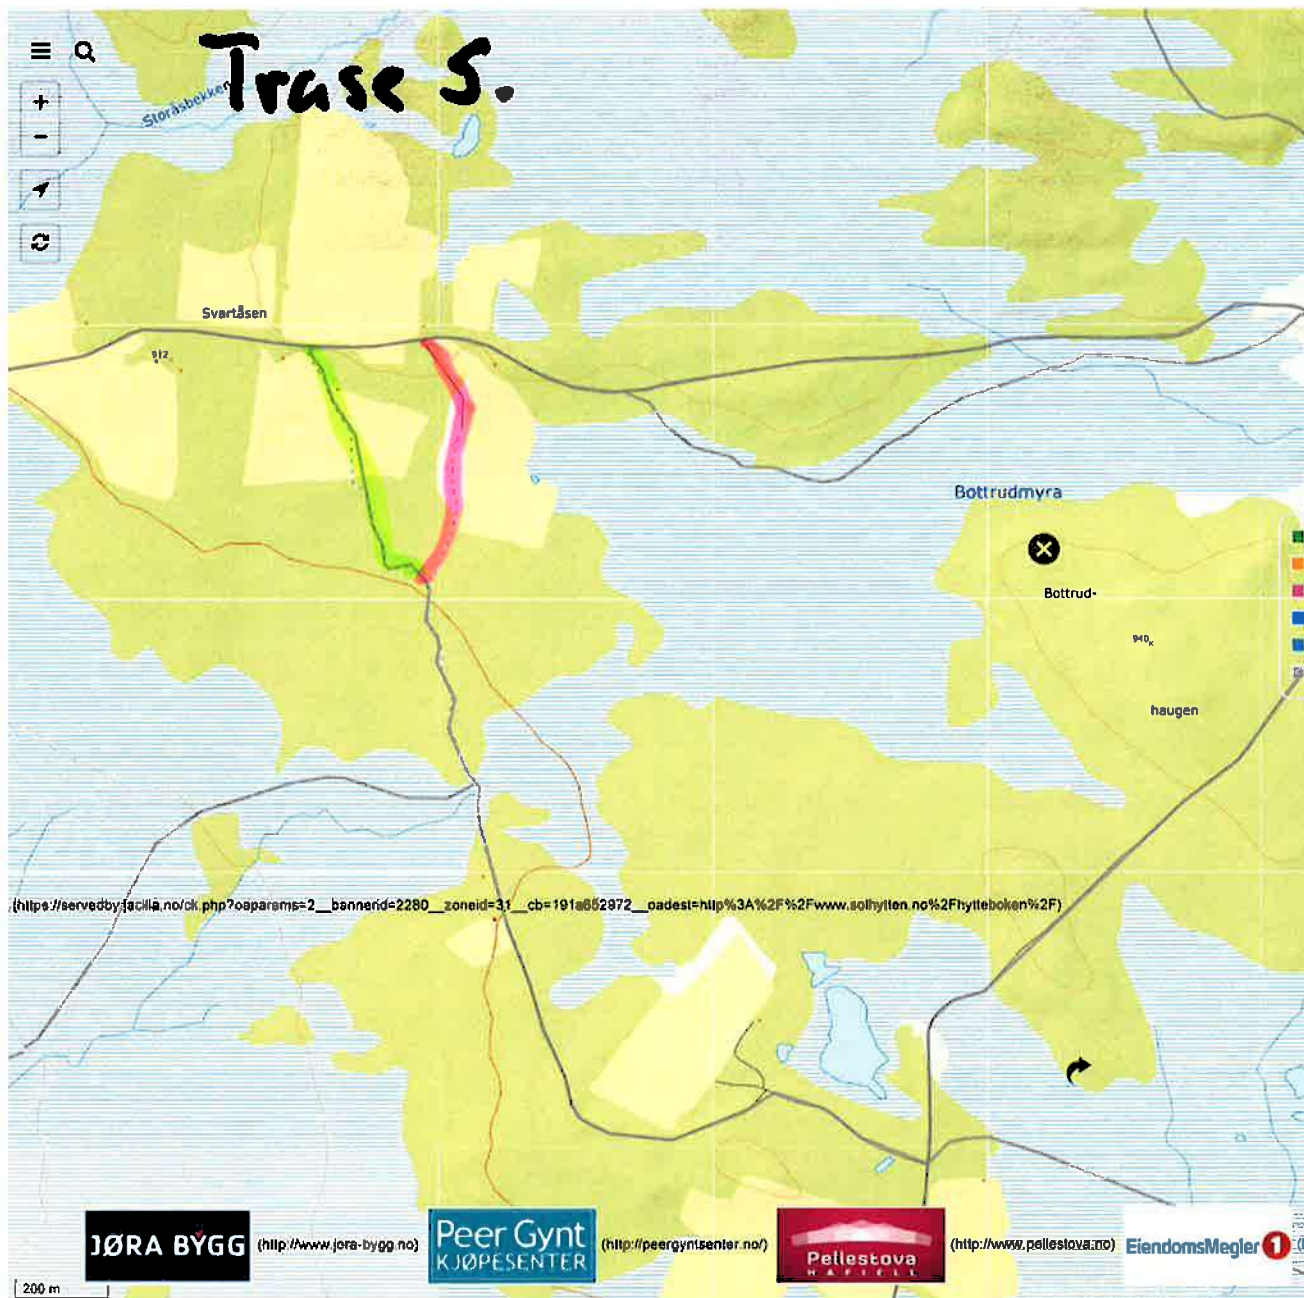 Trase 5.
Storåsbekken
+
−
Svartåsen
912
Bottrudmyra
Bottrud-
940
haugen
JØRA BYGG
(http://www.jora-bygg.no)
Peer Gynt
KJØPESENTER
(http://peergyntsenter.no/)
Pellestova
HAFJELL
(http://www.pellestova.no)
EiendomsMegler 1
200 m